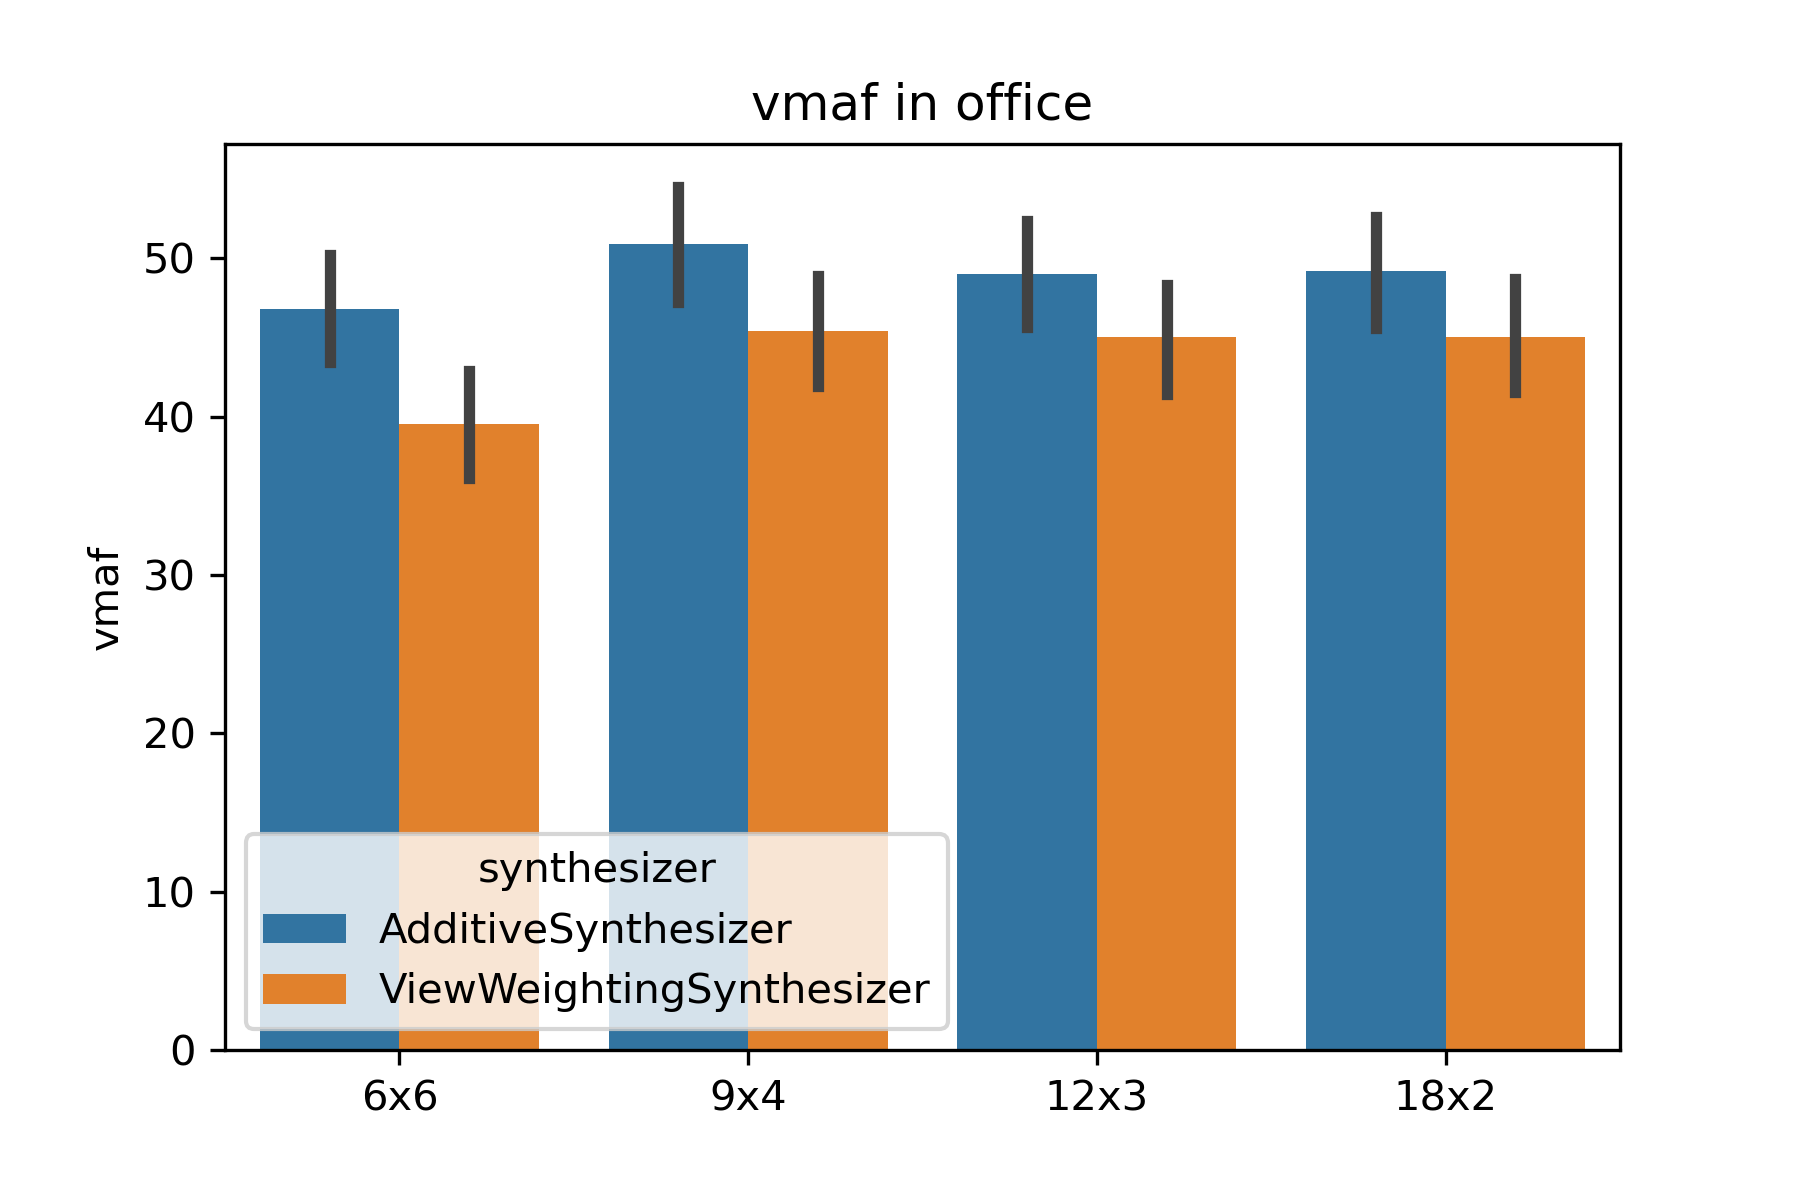 vmaf in office
vmaf
50
40
30
20
10
0
synthesizer
AdditiveSynthesizer
ViewWeightingSynthesizer
6x6 9x4 12x3 18x2